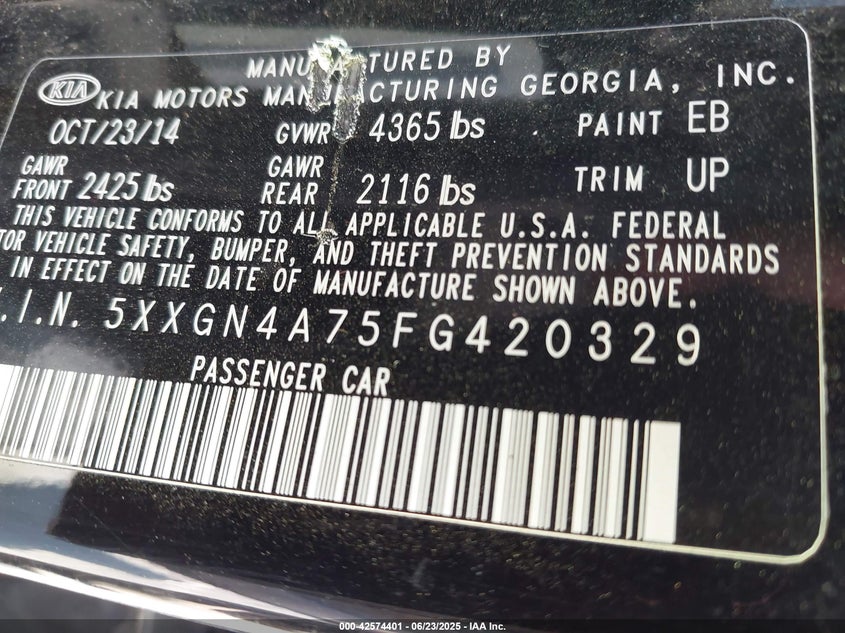 MANUFACTURED BY
KIA KIA MOTORS MANUFACTURING GEORGIA, INC.
OCT/23/14 GVWR 4365 lbs PAINT EB
GAWR FRONT 2425 lbs GAWR REAR 2116 lbs TRIM UP
THIS VEHICLE CONFORMS TO ALL APPLICABLE U.S.A. FEDERAL
TOR VEHICLE SAFETY, BUMPER, AND THEFT PREVENTION STANDARDS
IN EFFECT ON THE DATE OF MANUFACTURE SHOWN ABOVE.
.I.N. 5XXGN4A75FG420329
PASSENGER CAR
000-42574401 - 06/23/2025 - IAA Inc.